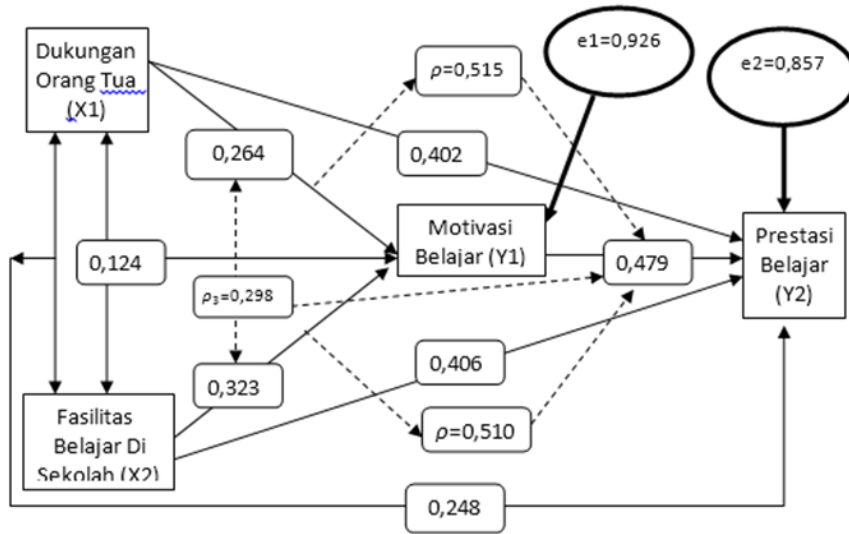 Dukungan
Orang Tua
(X1)
ρ=0,515
e1=0,926
e2=0,857
0,264
0,402
Motivasi
Belajar (Y1)
Prestasi
Belajar
(Y2)
0,124
0,479
ρ₃=0,298
0,323
0,406
Fasilitas
Belajar Di
Sekolah (X2)
ρ=0,510
0,248